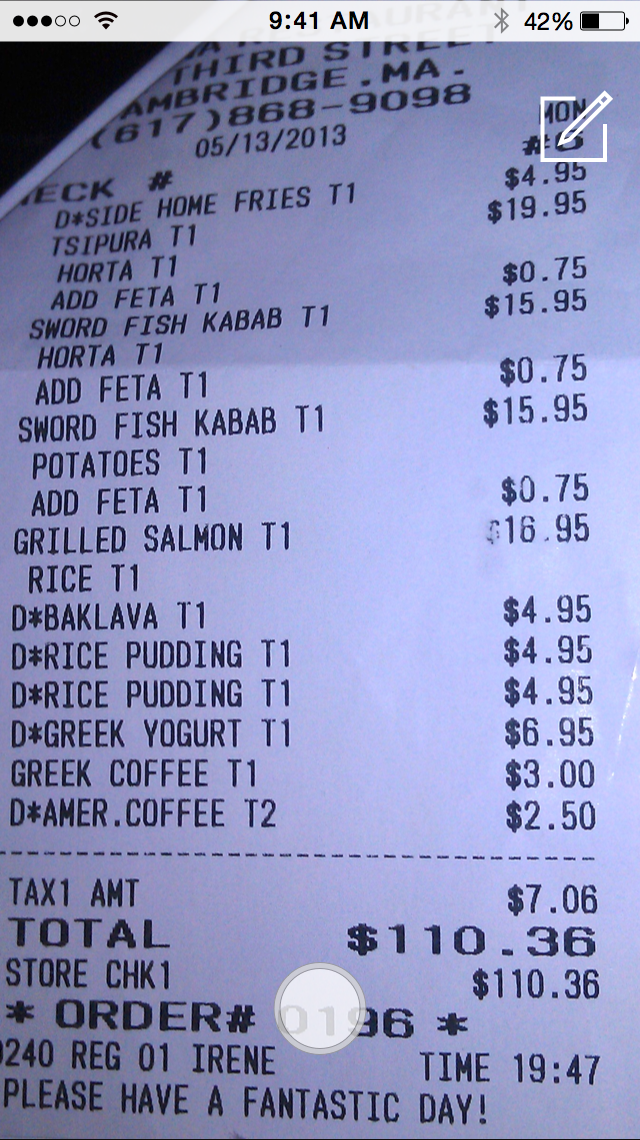 9:41 AM 42%
THIRD STREET
AMBRIDGE.MA.
(617)868-9098
05/13/2013 MON
ECK #
D*SIDE HOME FRIES T1 $4.95
TSIPURA T1 $19.95
HORTA T1
ADD FETA T1 $0.75
SWORD FISH KABAB T1 $15.95
HORTA T1
ADD FETA T1 $0.75
SWORD FISH KABAB T1 $15.95
POTATOES T1
ADD FETA T1 $0.75
GRILLED SALMON T1 $16.95
RICE T1
D*BAKLAVA T1 $4.95
D*RICE PUDDING T1 $4.95
D*RICE PUDDING T1 $4.95
D*GREEK YOGURT T1 $6.95
GREEK COFFEE T1 $3.00
D*AMER.COFFEE T2 $2.50
TAX1 AMT $7.06
TOTAL $110.36
STORE CHK1 $110.36
* ORDER# 0196 *
0240 REG 01 IRENE TIME 19:47
PLEASE HAVE A FANTASTIC DAY!